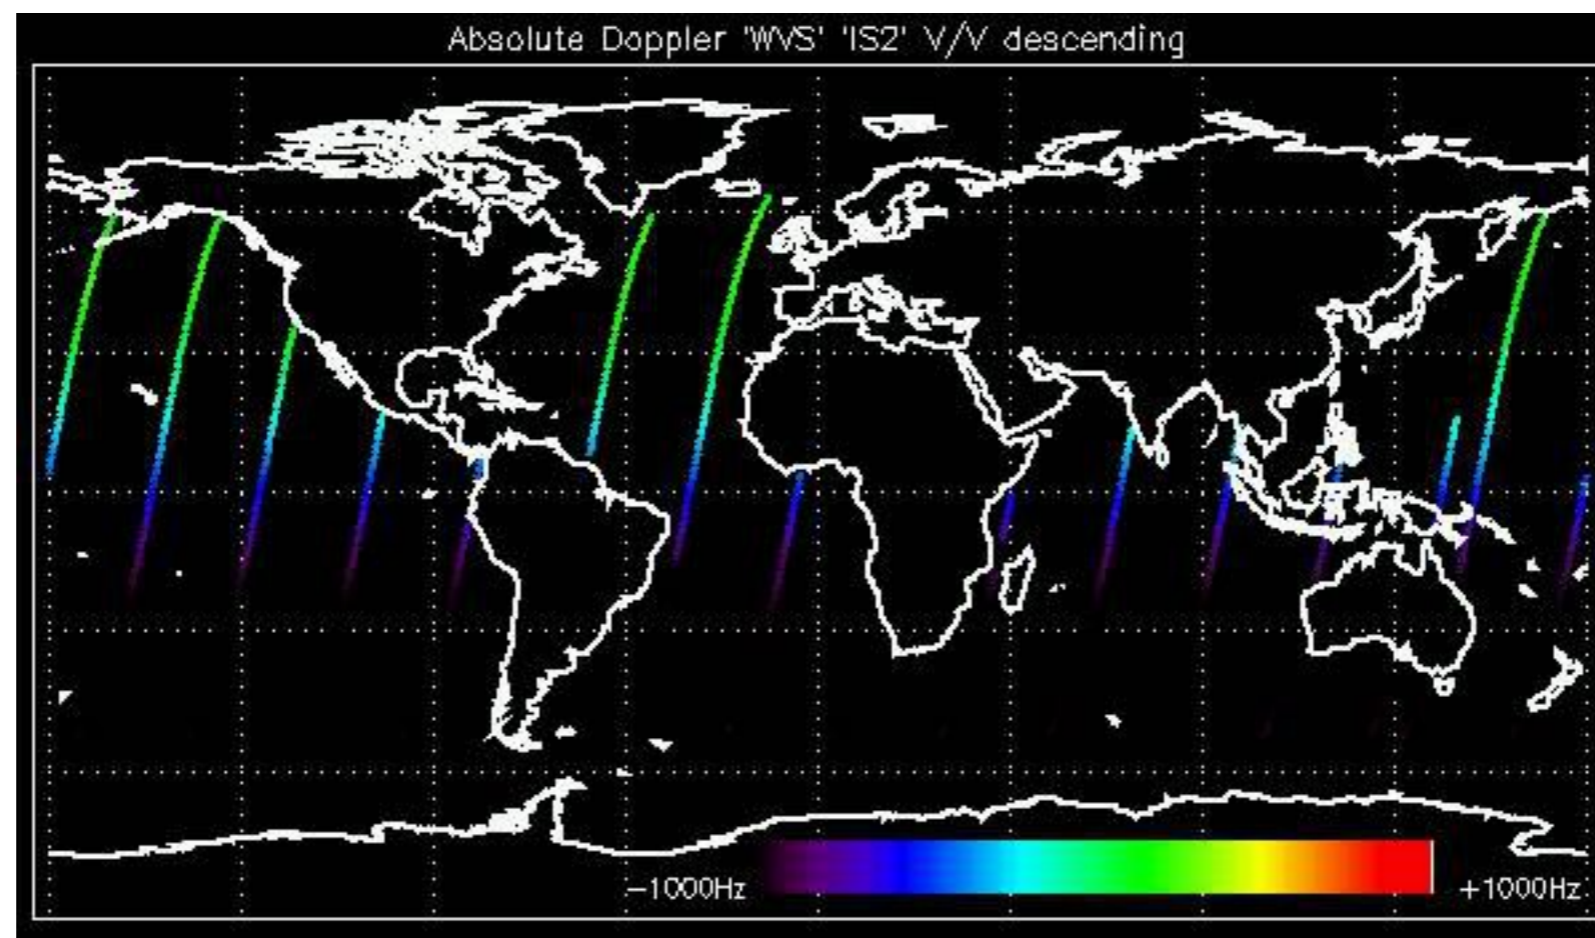 Absolute Doppler 'WVS' 'IS2' V/V descending
−1000Hz +1000Hz